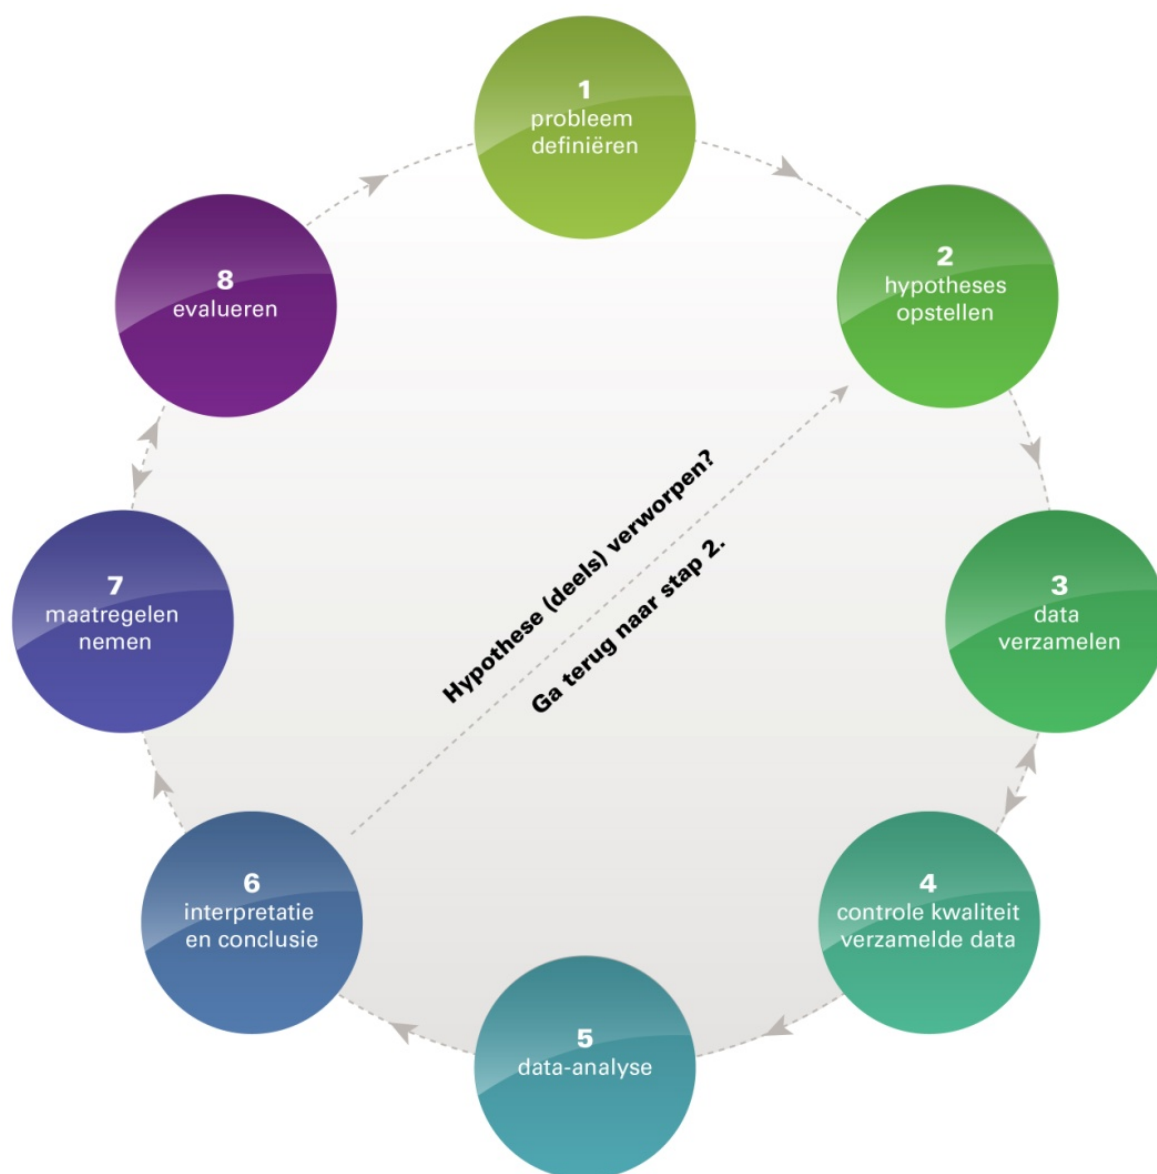 1
probleem
definiëren
2
hypotheses
opstellen
3
data
verzamelen
4
controle kwaliteit
verzamelde data
5
data-analyse
6
interpretatie
en conclusie
7
maatregelen
nemen
8
evalueren
Hypothese (deels) verworpen?
Ga terug naar stap 2.